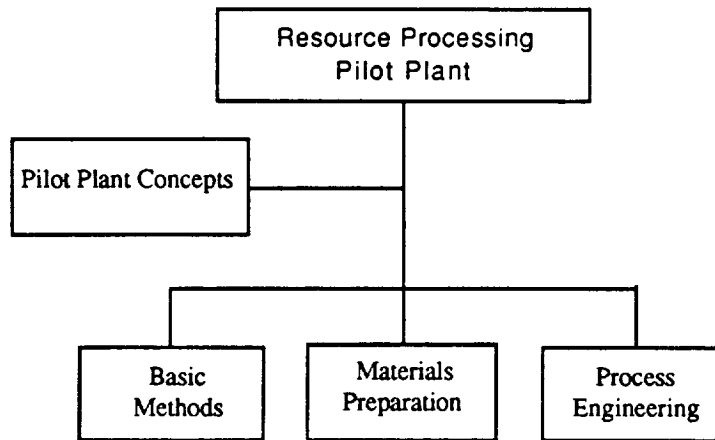 Resource Processing
Pilot Plant
Pilot Plant Concepts
Basic
Methods
Materials
Preparation
Process
Engineering